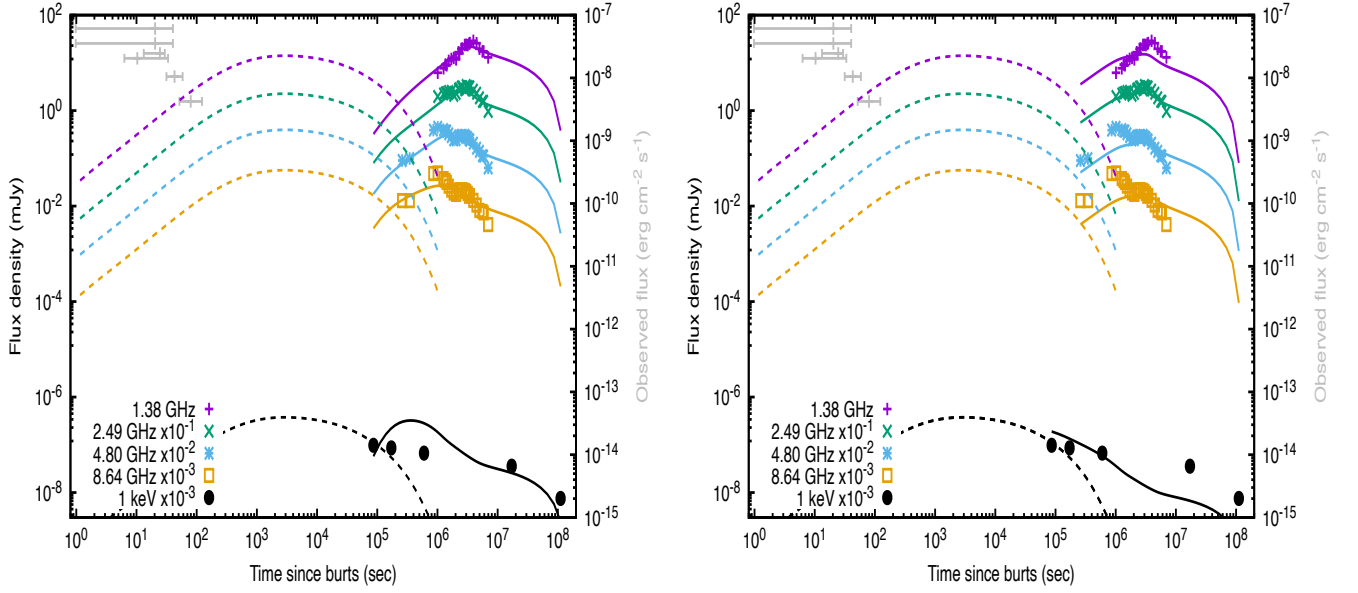 10^2
10^0
10^-2
10^-4
10^-6
10^-8
Flux density (mJy)
10^-7
10^-8
10^-9
10^-10
10^-11
10^-12
10^-13
10^-14
10^-15
Observed flux (erg cm^-2 s^-1)
1.38 GHz
2.49 GHz x10^-1
4.80 GHz x10^-2
8.64 GHz x10^-3
1 keV x10^-3
10^0 10^1 10^2 10^3 10^4 10^5 10^6 10^7 10^8
Time since burts (sec)
10^2
10^0
10^-2
10^-4
10^-6
10^-8
Flux density (mJy)
10^-7
10^-8
10^-9
10^-10
10^-11
10^-12
10^-13
10^-14
10^-15
Observed flux (erg cm^-2 s^-1)
1.38 GHz
2.49 GHz x10^-1
4.80 GHz x10^-2
8.64 GHz x10^-3
1 keV x10^-3
10^0 10^1 10^2 10^3 10^4 10^5 10^6 10^7 10^8
Time since burts (sec)